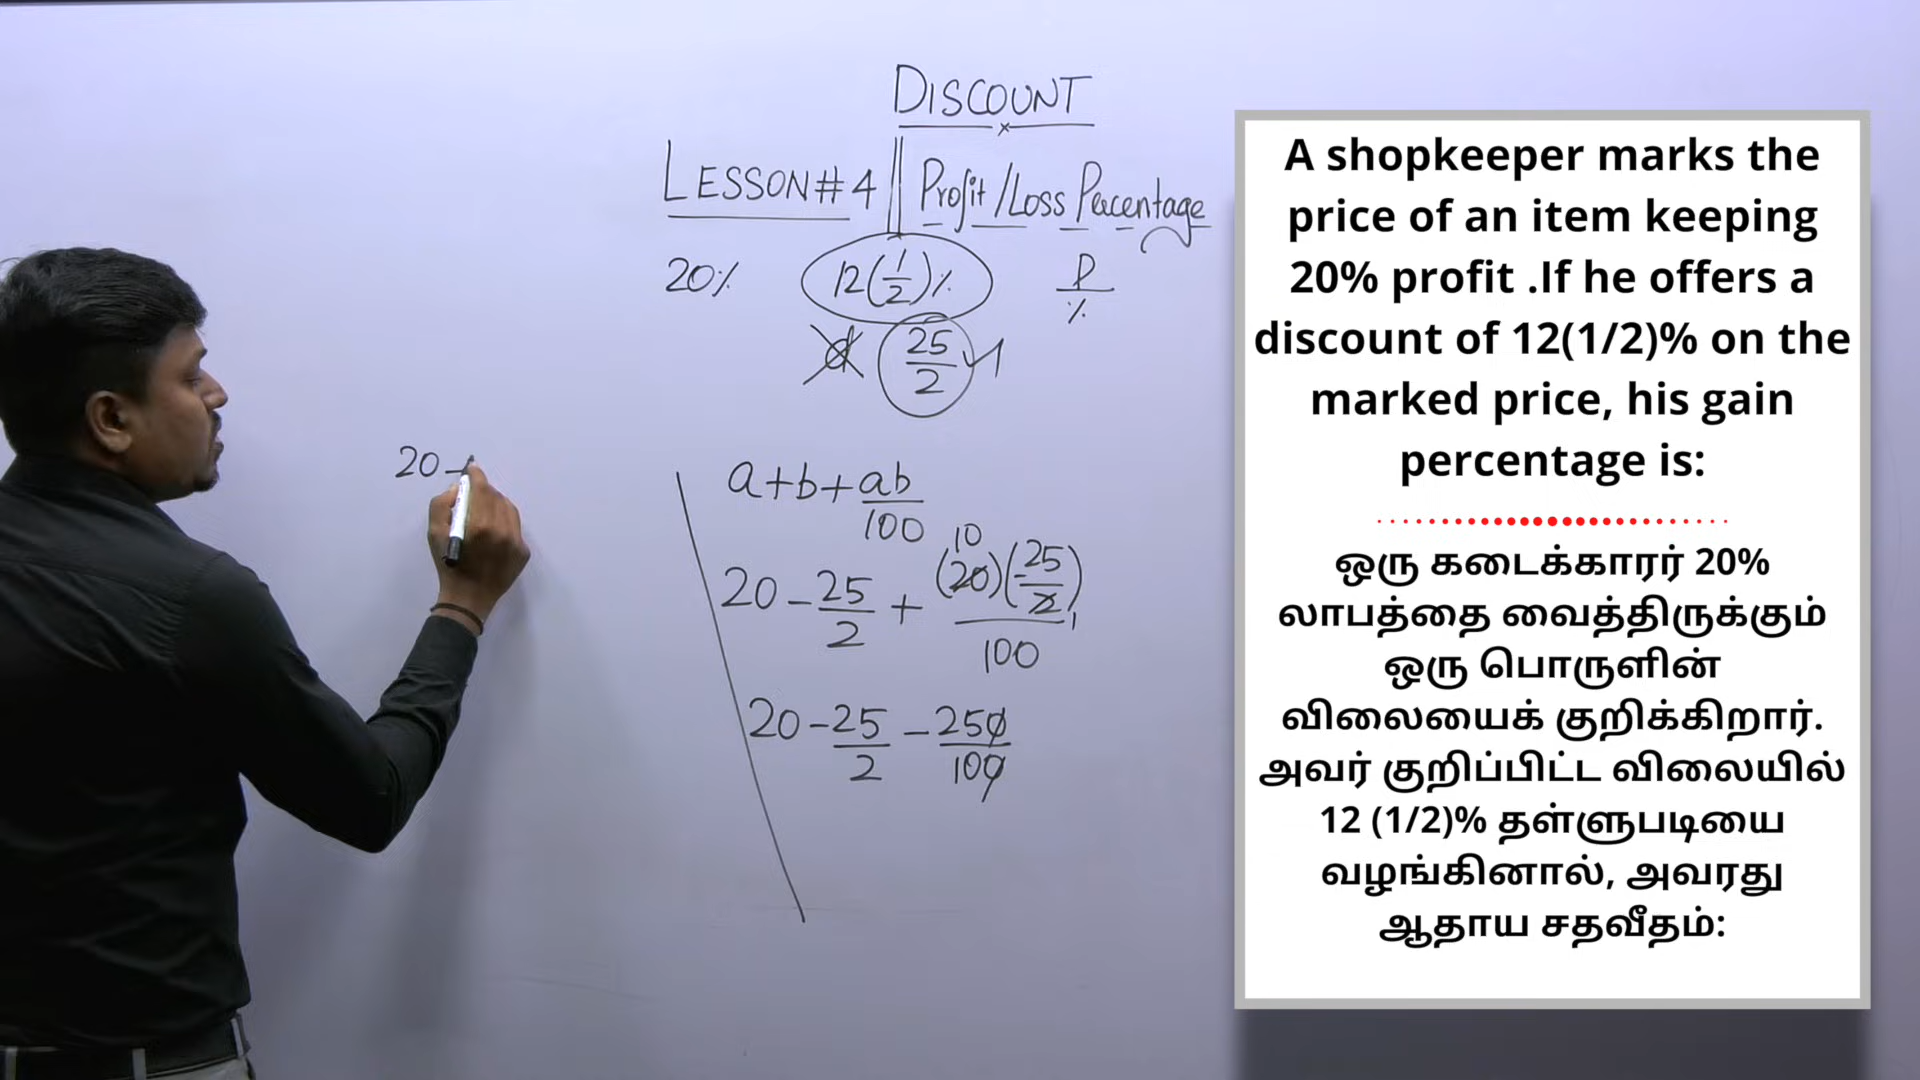 DISCOUNT
LESSON#4 || Profit/Loss Percentage
20% 12(1/2)% P/%
d 25/2
20 -
a+b+ab/100
10
20 - 25/2 + (20)(-25/2)/100
1
20 - 25/2 - 250/100
A shopkeeper marks the
price of an item keeping
20% profit .If he offers a
discount of 12(1/2)% on the
marked price, his gain
percentage is:
ஒரு கடைக்காரர் 20%
லாபத்தை வைத்திருக்கும்
ஒரு பொருளின்
விலையைக் குறிக்கிறார்.
அவர் குறிப்பிட்ட விலையில்
12 (1/2)% தள்ளுபடியை
வழங்கினால், அவரது
ஆதாய சதவீதம்: